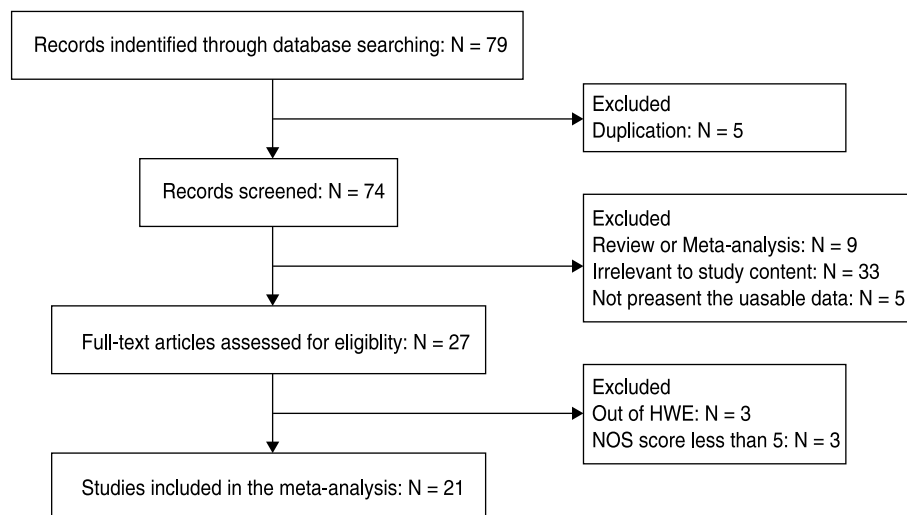 Records indentified through database searching: N = 79
Excluded
Duplication: N = 5
Records screened: N = 74
Excluded
Review or Meta-analysis: N = 9
Irrelevant to study content: N = 33
Not preasent the uasable data: N = 5
Full-text articles assessed for eligiblity: N = 27
Excluded
Out of HWE: N = 3
NOS score less than 5: N = 3
Studies included in the meta-analysis: N = 21